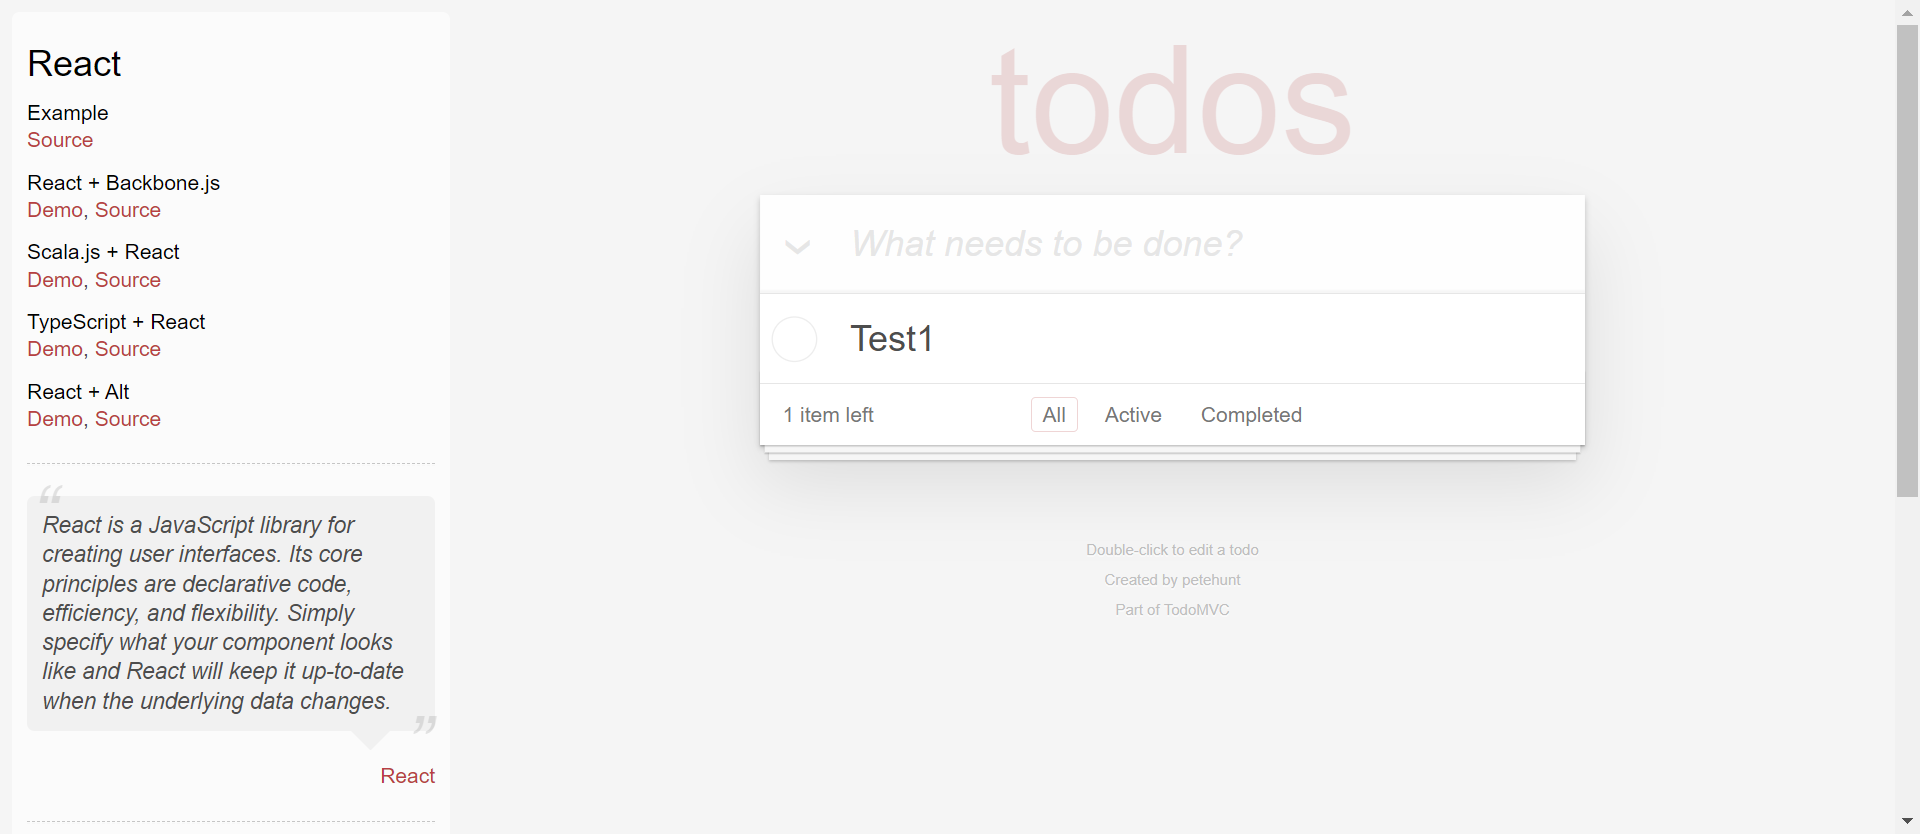 React
Example
Source
React + Backbone.js
Demo, Source
Scala.js + React
Demo, Source
TypeScript + React
Demo, Source
React + Alt
Demo, Source
“
React is a JavaScript library for
creating user interfaces. Its core
principles are declarative code,
efficiency, and flexibility. Simply
specify what your component looks
like and React will keep it up-to-date
when the underlying data changes.
”
React
todos
What needs to be done?
Test1
1 item left All Active Completed
Double-click to edit a todo
Created by petehunt
Part of TodoMVC